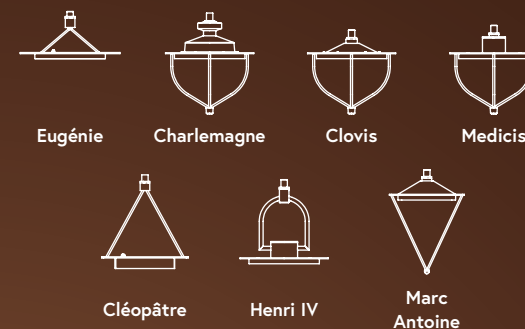 Eugénie
Charlemagne
Clovis
Medicis
Cléopâtre
Henri IV
Marc
Antoine